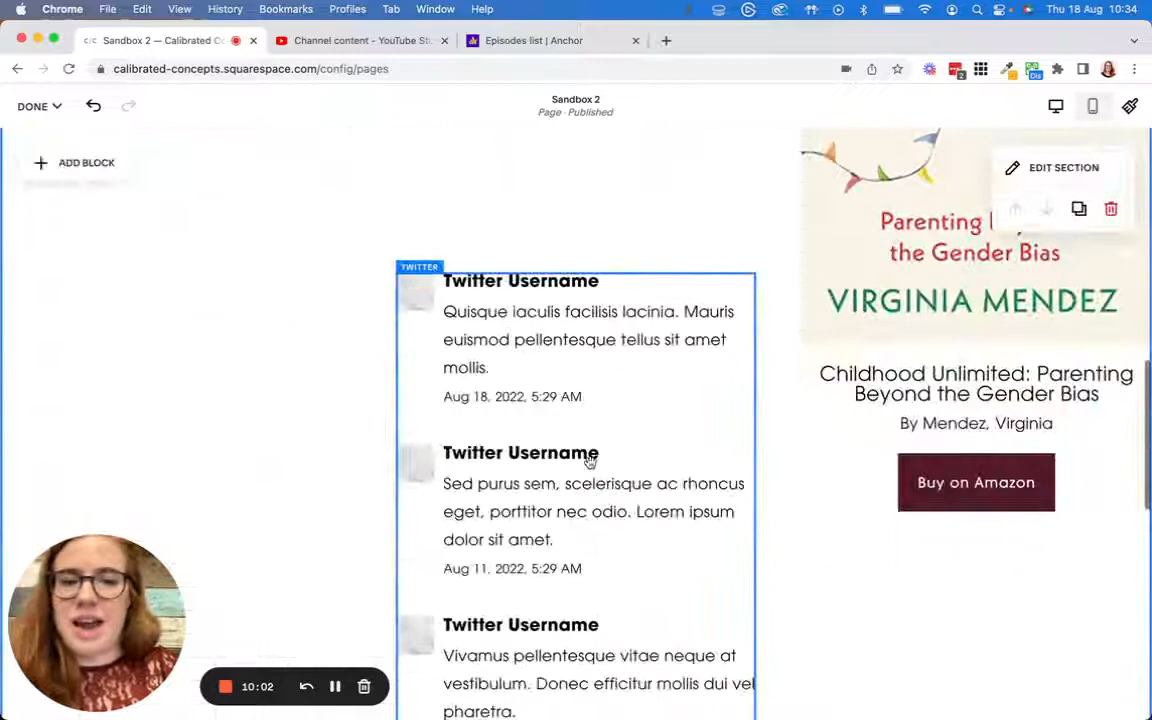 Chrome File Edit View History Bookmarks Profiles Tab Window Help Thu 18 Aug 10:34
Sandbox 2 — Calibrated Co
Channel content - YouTube Stu
Episodes list | Anchor
calibrated-concepts.squarespace.com/config/pages
2
Dis
DONE
Sandbox 2
Page · Published
ADD BLOCK
EDIT SECTION
Parenting
the Gender Bias
VIRGINIA MENDEZ
TWITTER
Twitter Username
Quisque iaculis facilisis lacinia. Mauris
euismod pellentesque tellus sit amet
mollis.
Aug 18, 2022, 5:29 AM
Childhood Unlimited: Parenting
Beyond the Gender Bias
By Mendez, Virginia
Buy on Amazon
Twitter Username
Sed purus sem, scelerisque ac rhoncus
eget, porttitor nec odio. Lorem ipsum
dolor sit amet.
Aug 11, 2022, 5:29 AM
Twitter Username
Vivamus pellentesque vitae neque at
vestibulum. Donec efficitur mollis dui vel
pharetra.
10:02